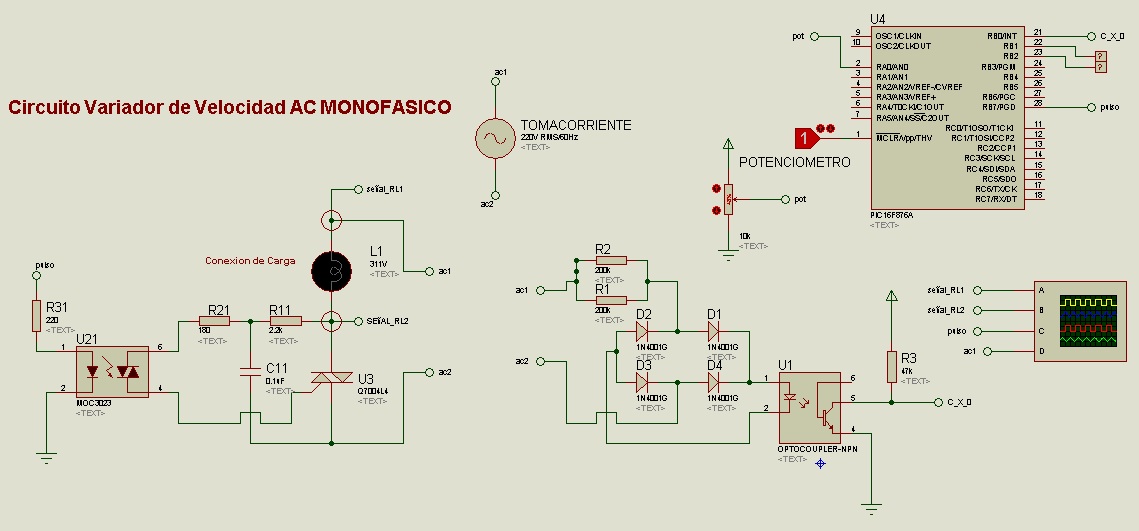 Circuito Variador de Velocidad AC MONOFASICO
ac1
TOMACORRIENTE
220V RMS/60Hz
<TEXT>
ac2
U4
pot
9 OSC1/CLKIN
10 OSC2/CLKOUT
2 RA0/AN0
3 RA1/AN1
4 RA2/AN2/VREF-/CVREF
5 RA3/AN3/VREF+
6 RA4/T0CKI/C1OUT
7 RA5/AN4/SS/C2OUT
1 MCLR/Vpp/THV
RB0/INT 21
RB1 22
RB2 23
RB3/PGM 24
RB4 25
RB5 26
RB6/PGC 27
RB7/PGD 28
RC0/T1OSO/T1CKI 11
RC1/T1OSI/CCP2 12
RC2/CCP1 13
RC3/SCK/SCL 14
RC4/SDI/SDA 15
RC5/SDO 16
RC6/TX/CK 17
RC7/RX/DT 18
C_X_0
?
?
pulso
1
PIC16F876A
<TEXT>
POTENCIOMETRO
pot
10k
<TEXT>
señal_RL1
L1
311V
<TEXT>
ac1
Conexion de Carga
SEÑAL_RL2
pulso
R31
220
<TEXT>
U21
1
2
6
4
MOC3023
<TEXT>
R21
180
<TEXT>
R11
2.2k
<TEXT>
C11
0.1uF
<TEXT>
U3
Q7004L4
<TEXT>
ac2
ac1
R2
200k
<TEXT>
R1
200k
<TEXT>
ac2
D2
1N4001G
<TEXT>
D1
1N4001G
<TEXT>
D3
1N4001G
<TEXT>
D4
1N4001G
<TEXT>
U1
1
2
6
5
4
OPTOCOUPLER-NPN
<TEXT>
R3
47k
<TEXT>
C_X_0
señal_RL1
señal_RL2
pulso
ac1
A
B
C
D